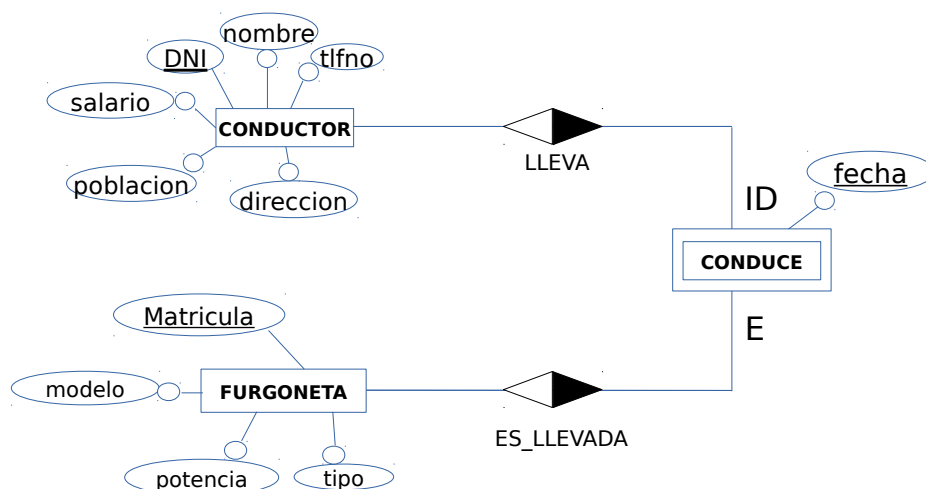 nombre
DNI
tlfno
salario
CONDUCTOR
LLEVA
poblacion
direccion
fecha
ID
CONDUCE
E
Matricula
modelo
FURGONETA
ES_LLEVADA
potencia
tipo